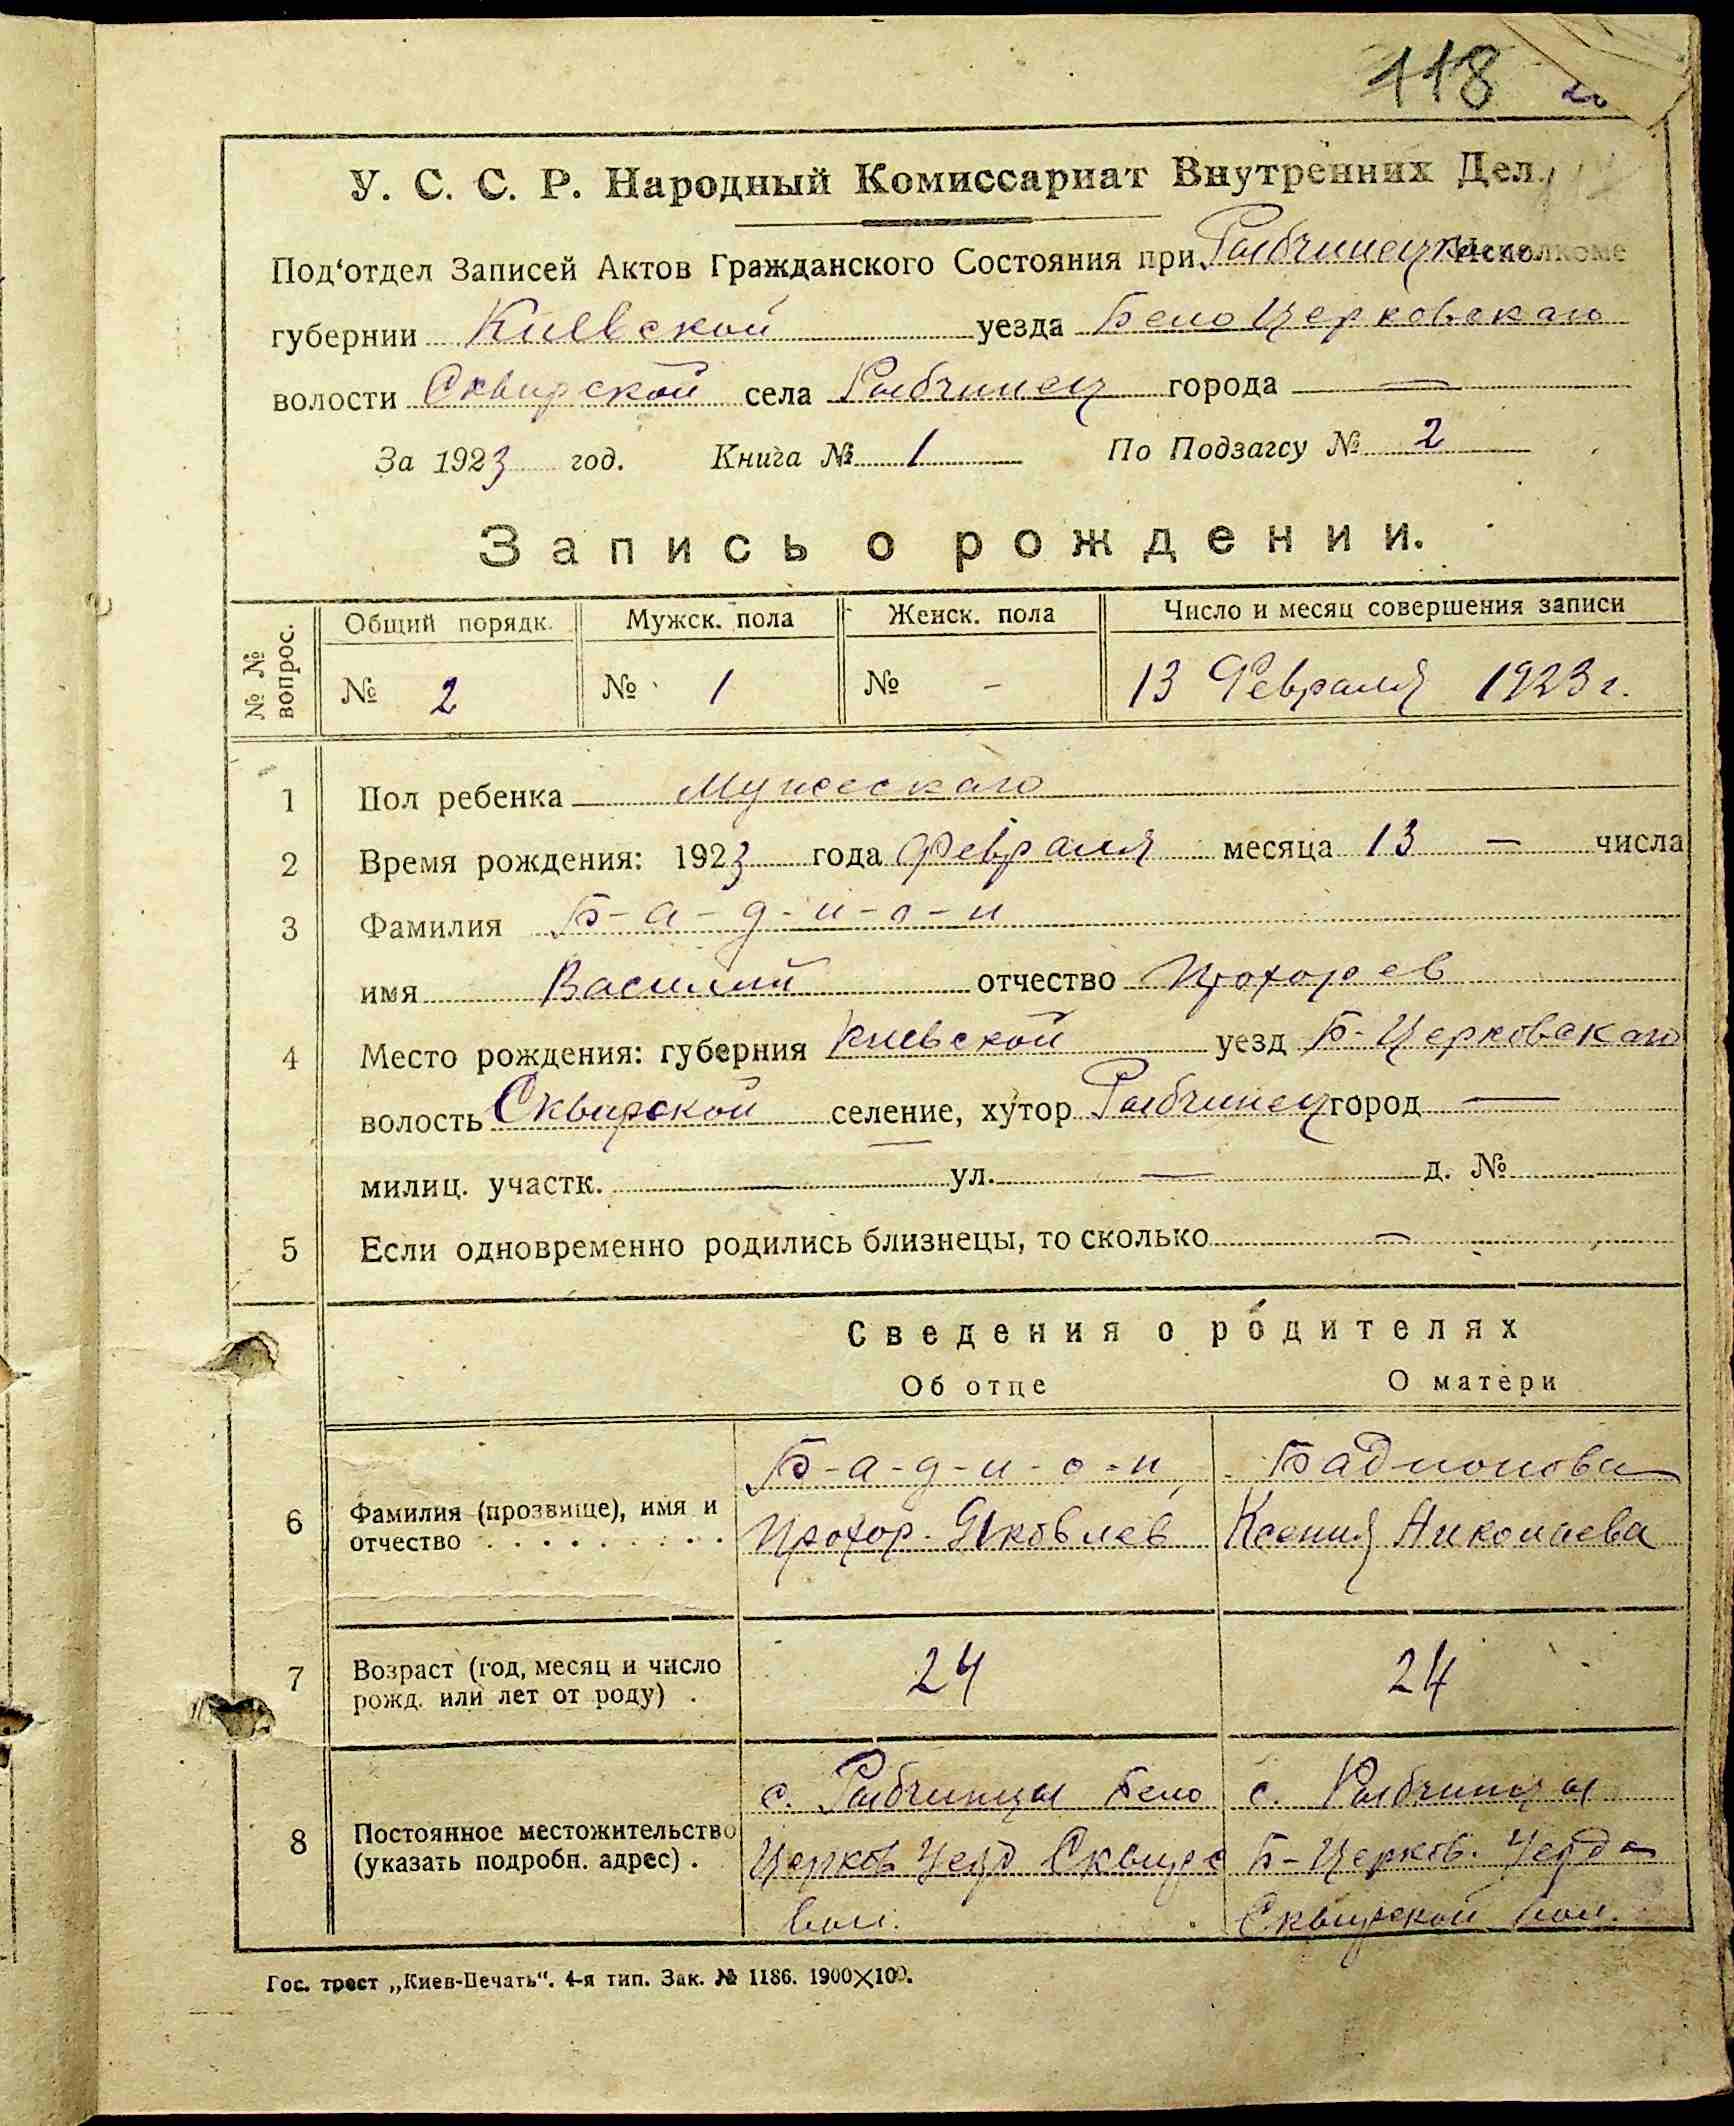 118
У. С. С. Р. Народный Комиссариат Внутренних Дел.
Под'отдел Записей Актов Гражданского Состояния при Рыбчинецком Исполкоме
губернии Киевской уезда Бело Церковскаго
волости Сквирской села Рыбчинец города —
За 1923 год. Книга № 1 По Подзагсу № 2
Запись о рождении.
№ № вопрос. Общий порядк. Мужск. пола Женск. пола Число и месяц совершения записи
№ 2 № 1 № - 13 Февраля 1923 г.
1 Пол ребенка Мужескаго
2 Время рождения: 1923 года Февраля месяца 13 — числа
3 Фамилия Б-а-д-и-о-н
имя Василий отчество Прохорев
4 Место рождения: губерния Киевской уезд Б-Церковскаго
волость Сквирской селение, хутор Рыбчинец город —
милиц. участк. — ул. — д. №
5 Если одновременно родились близнецы, то сколько —
Сведения о родителях
Об отце О матери
6 Фамилия (прозвище), имя и отчество
Б-а-д-и-о-н, Прохор Яковлев
Бадионова Ксения Николаева
7 Возраст (год, месяц и число рожд. или лет от роду) . 24 24
8 Постоянное местожительство (указать подробн. адрес) .
с. Рыбчинцы Бело
Церков Уезд Сквирс
вол.
с. Рыбчинцы
Б-Церков. Уезда
Сквирской вол.
Гос. трест „Киев-Печать". 4-я тип. Зак. № 1186. 1900×100.